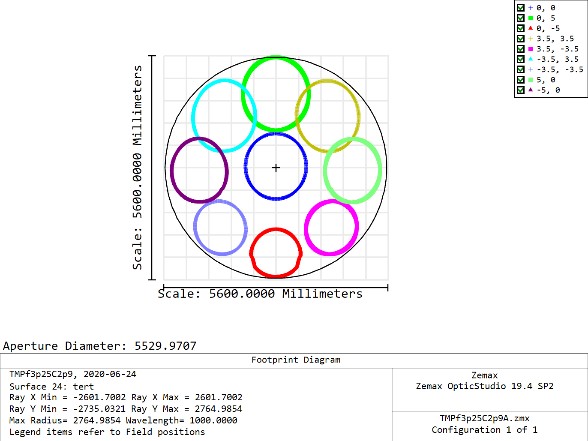 0, 0
0, 5
0, -5
3.5, 3.5
3.5, -3.5
-3.5, 3.5
-3.5, -3.5
5, 0
-5, 0
Scale: 5600.0000 Millimeters
Scale: 5600.0000 Millimeters
Aperture Diameter: 5529.9707
Footprint Diagram
TMPf3p25C2p9, 2020-06-24
Surface 24: tert
Ray X Min = -2601.7002 Ray X Max = 2601.7002
Ray Y Min = -2735.0321 Ray Y Max = 2764.9854
Max Radius= 2764.9854 Wavelength= 1000.0000
Legend items refer to Field positions
Zemax
Zemax OpticStudio 19.4 SP2
TMPf3p25C2p9A.zmx
Configuration 1 of 1